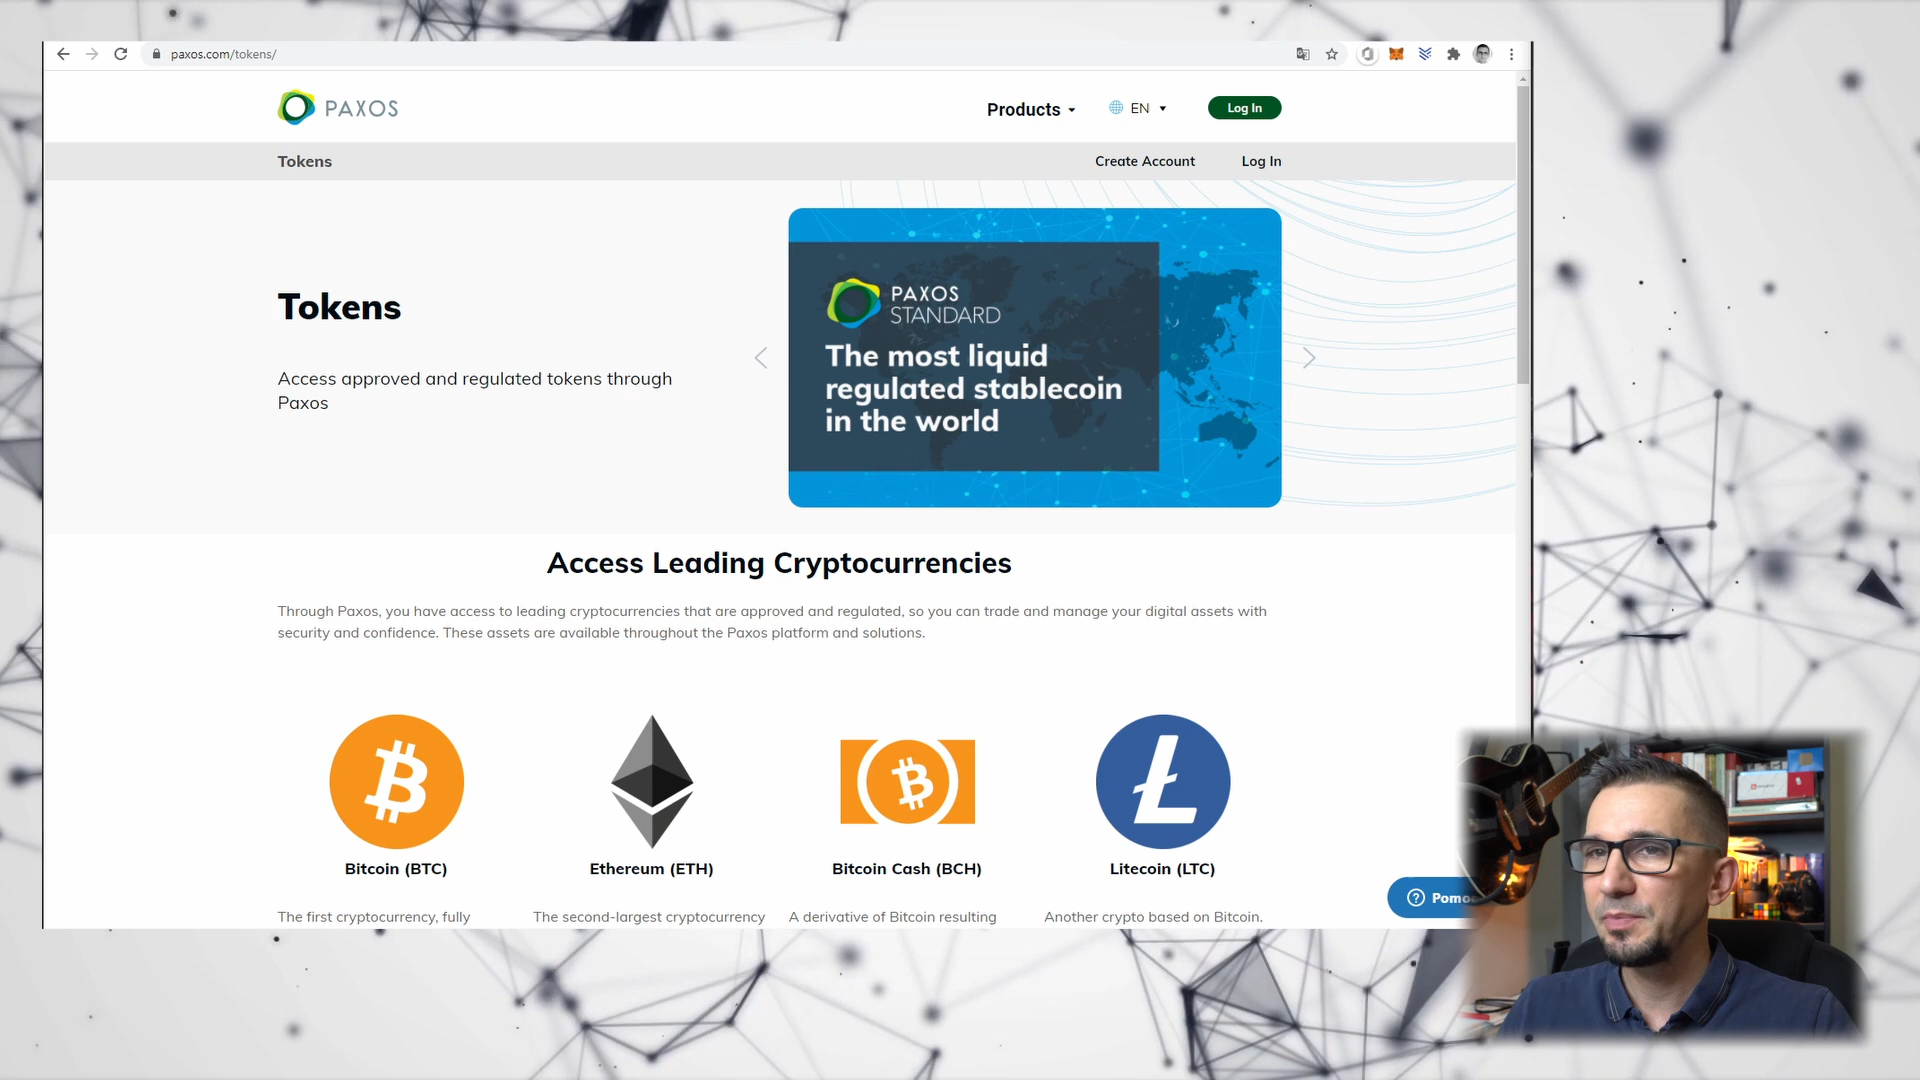 paxos.com/tokens/
PAXOS
Products
EN
Log In
Tokens
Create Account
Log In
Tokens
Access approved and regulated tokens through
Paxos
PAXOS
STANDARD
The most liquid
regulated stablecoin
in the world
Access Leading Cryptocurrencies
Through Paxos, you have access to leading cryptocurrencies that are approved and regulated, so you can trade and manage your digital assets with
security and confidence. These assets are available throughout the Paxos platform and solutions.
Bitcoin (BTC)
Ethereum (ETH)
Bitcoin Cash (BCH)
Litecoin (LTC)
The first cryptocurrency, fully
The second-largest cryptocurrency
A derivative of Bitcoin resulting
Another crypto based on Bitcoin.